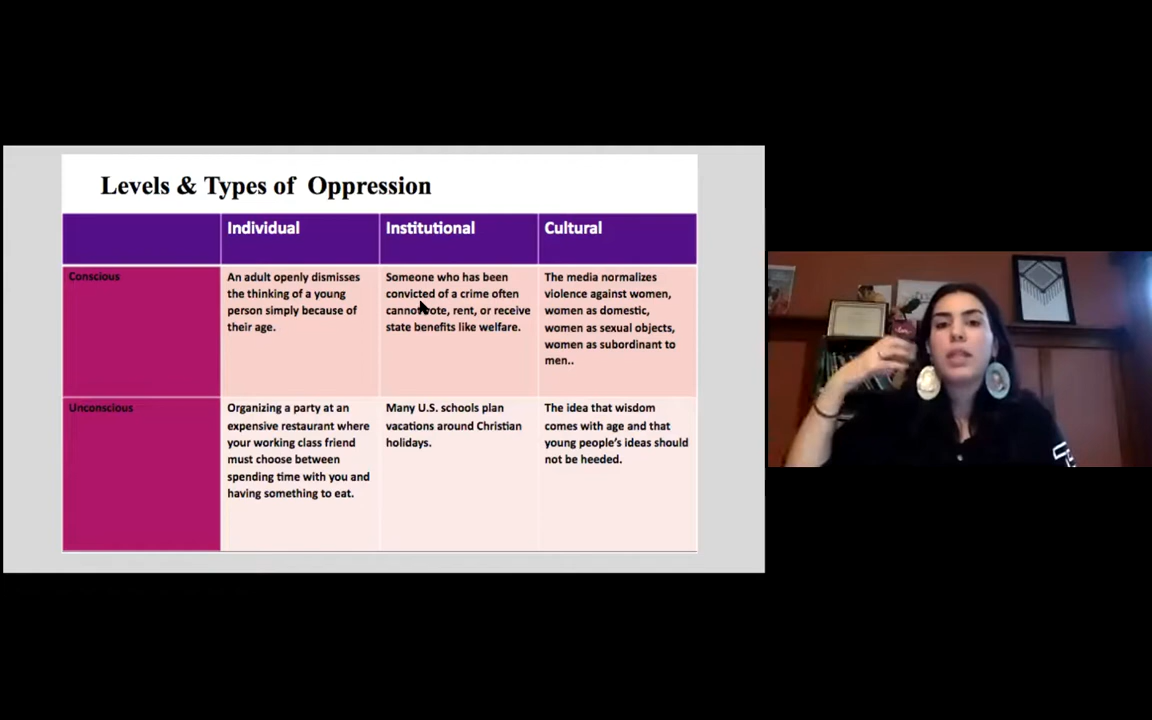 Levels & Types of Oppression
Individual
Institutional
Cultural
Conscious
An adult openly dismisses
the thinking of a young
person simply because of
their age.
Someone who has been
convicted of a crime often
cannot vote, rent, or receive
state benefits like welfare.
The media normalizes
violence against women,
women as domestic,
women as sexual objects,
women as subordinant to
men..
Unconscious
Organizing a party at an
expensive restaurant where
your working class friend
must choose between
spending time with you and
having something to eat.
Many U.S. schools plan
vacations around Christian
holidays.
The idea that wisdom
comes with age and that
young people's ideas should
not be heeded.